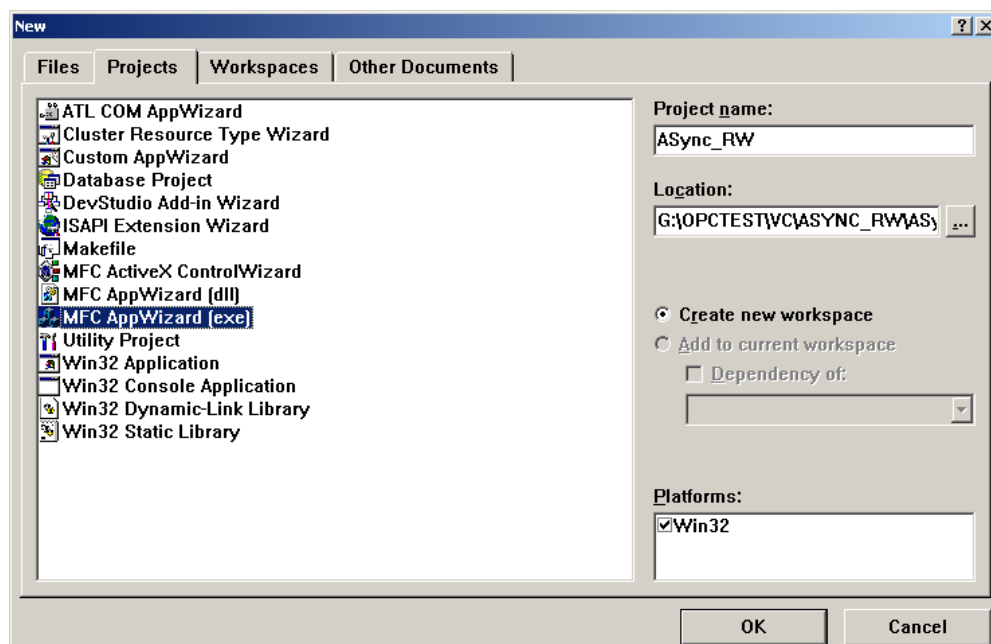 New
Files Projects Workspaces Other Documents
ATL COM AppWizard
Cluster Resource Type Wizard
Custom AppWizard
Database Project
DevStudio Add-in Wizard
ISAPI Extension Wizard
Makefile
MFC ActiveX ControlWizard
MFC AppWizard (dll)
MFC AppWizard (exe)
Utility Project
Win32 Application
Win32 Console Application
Win32 Dynamic-Link Library
Win32 Static Library
Project name:
ASync_RW
Location:
G:\OPCTEST\VC\ASYNC_RW\ASy
...
Create new workspace
Add to current workspace
Dependency of:
Platforms:
Win32
OK Cancel